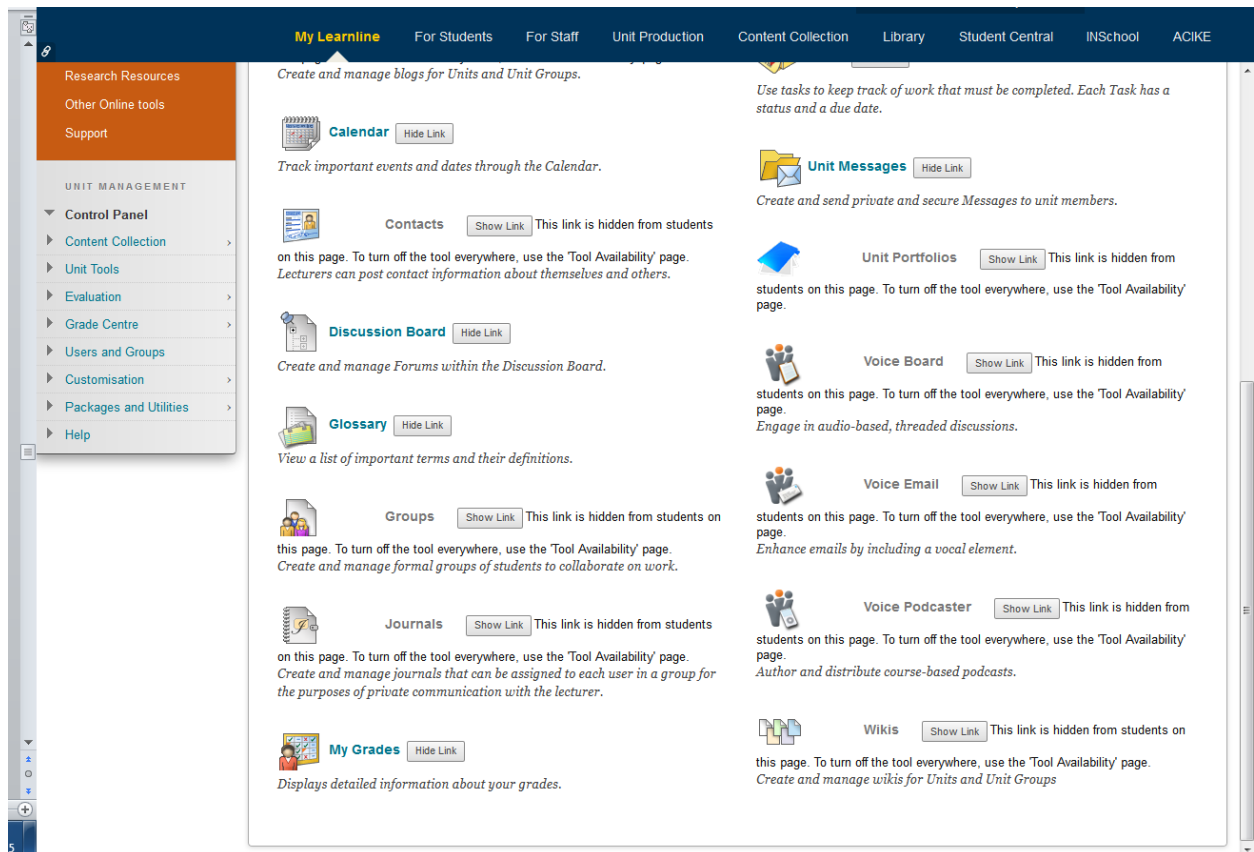 My Learnline For Students For Staff Unit Production Content Collection Library Student Central INSchool ACIKE
Research Resources
Other Online tools
Support
UNIT MANAGEMENT
Control Panel
Content Collection
Unit Tools
Evaluation
Grade Centre
Users and Groups
Customisation
Packages and Utilities
Help
Create and manage blogs for Units and Unit Groups.
Calendar Hide Link
Track important events and dates through the Calendar.
Contacts Show Link This link is hidden from students
on this page. To turn off the tool everywhere, use the 'Tool Availability' page.
Lecturers can post contact information about themselves and others.
Discussion Board Hide Link
Create and manage Forums within the Discussion Board.
Glossary Hide Link
View a list of important terms and their definitions.
Groups Show Link This link is hidden from students on
this page. To turn off the tool everywhere, use the 'Tool Availability' page.
Create and manage formal groups of students to collaborate on work.
Journals Show Link This link is hidden from students
on this page. To turn off the tool everywhere, use the 'Tool Availability' page.
Create and manage journals that can be assigned to each user in a group for
the purposes of private communication with the lecturer.
My Grades Hide Link
Displays detailed information about your grades.
Use tasks to keep track of work that must be completed. Each Task has a
status and a due date.
Unit Messages Hide Link
Create and send private and secure Messages to unit members.
Unit Portfolios Show Link This link is hidden from
students on this page. To turn off the tool everywhere, use the 'Tool Availability'
page.
Voice Board Show Link This link is hidden from
students on this page. To turn off the tool everywhere, use the 'Tool Availability'
page.
Engage in audio-based, threaded discussions.
Voice Email Show Link This link is hidden from
students on this page. To turn off the tool everywhere, use the 'Tool Availability'
page.
Enhance emails by including a vocal element.
Voice Podcaster Show Link This link is hidden from
students on this page. To turn off the tool everywhere, use the 'Tool Availability'
page.
Author and distribute course-based podcasts.
Wikis Show Link This link is hidden from students on
this page. To turn off the tool everywhere, use the 'Tool Availability' page.
Create and manage wikis for Units and Unit Groups
5